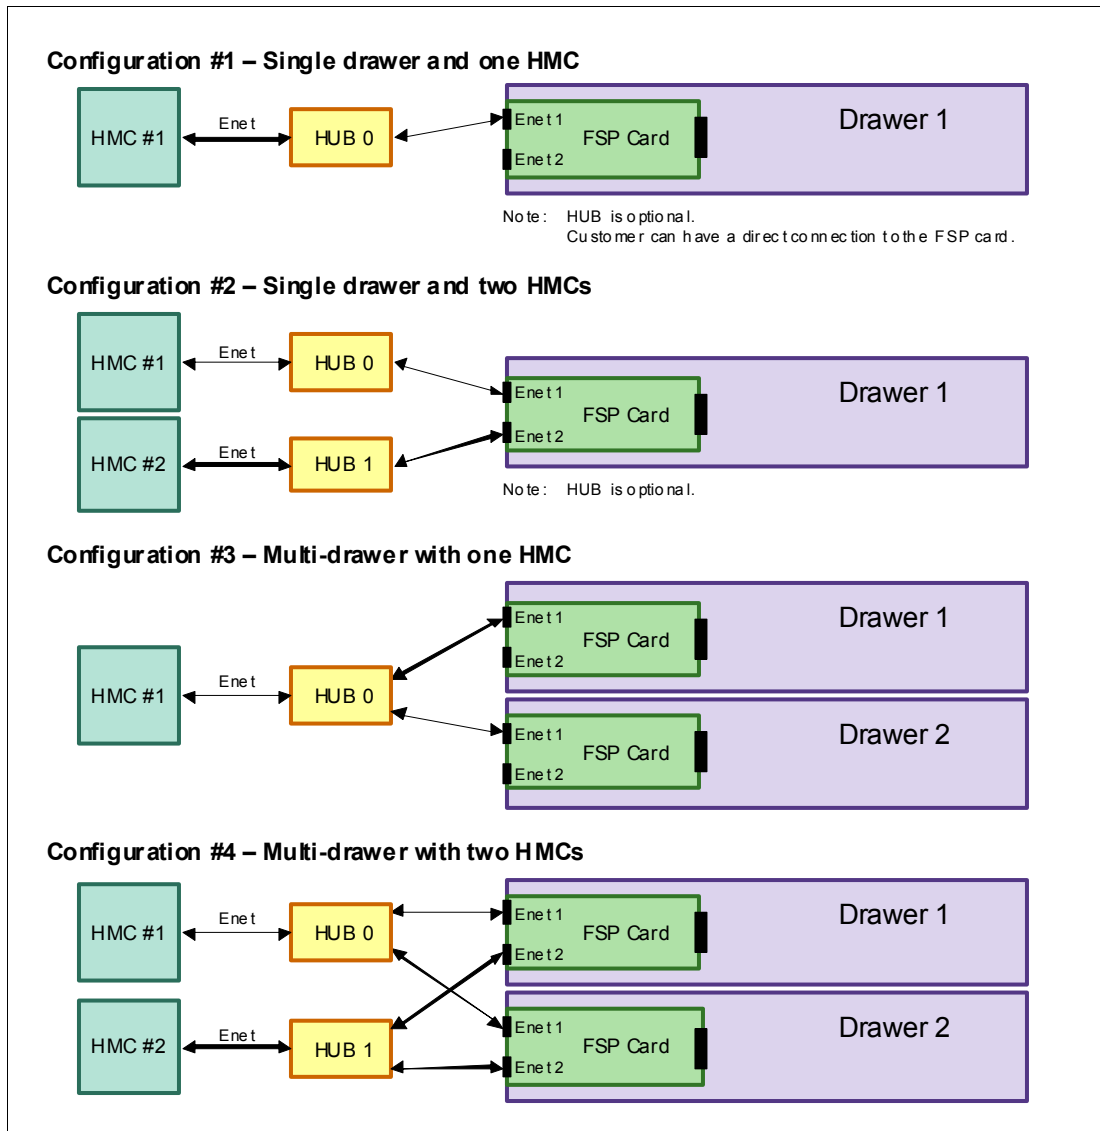 Configuration #1 – Single drawer and one HMC
HMC #1
Enet
HUB 0
Enet 1
Enet 2
FSP Card
Drawer 1
Note: HUB is optional.
Customer can have a direct connection to the FSP card.
Configuration #2 – Single drawer and two HMCs
HMC #1
Enet
HUB 0
HMC #2
Enet
HUB 1
Enet 1
Enet 2
FSP Card
Drawer 1
Note: HUB is optional.
Configuration #3 – Multi-drawer with one HMC
HMC #1
Enet
HUB 0
Enet 1
Enet 2
FSP Card
Drawer 1
Enet 1
Enet 2
FSP Card
Drawer 2
Configuration #4 – Multi-drawer with two HMCs
HMC #1
Enet
HUB 0
HMC #2
Enet
HUB 1
Enet 1
Enet 2
FSP Card
Drawer 1
Enet 1
Enet 2
FSP Card
Drawer 2